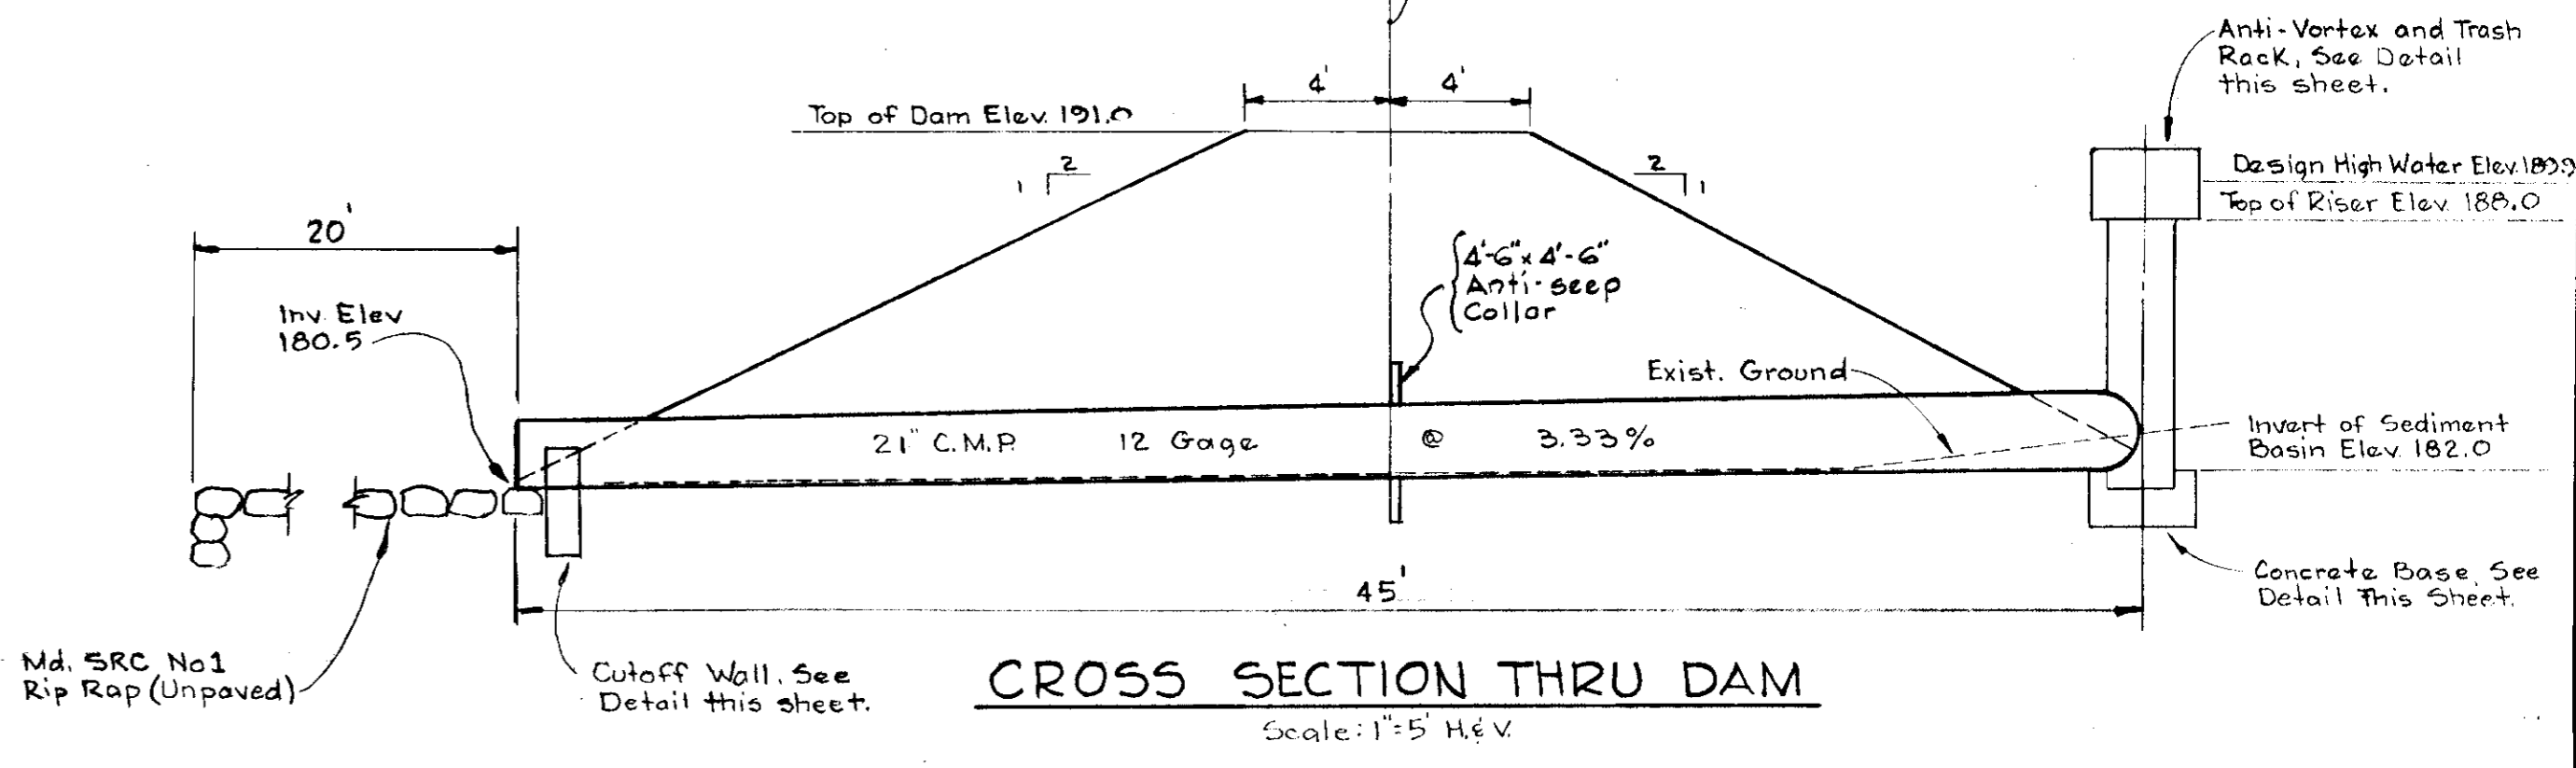 Anti-Vortex and Trash
Rack, See Detail
this sheet.
4'
4'
Top of Dam Elev. 191.0
2
1
2
1
Design High Water Elev. 189.9
Top of Riser Elev. 188.0
20'
4'-6" x 4'-6"
Anti-seep
Collar
Inv. Elev
180.5
Exist. Ground
21" C.M.P. 12 Gage @ 3.33%
Invert of Sediment
Basin Elev. 182.0
45'
Concrete Base, See
Detail This Sheet.
Md. SRC No1
Rip Rap (Unpaved)
Cutoff Wall, See
Detail this sheet.
CROSS SECTION THRU DAM
Scale: 1"=5' H.& V.